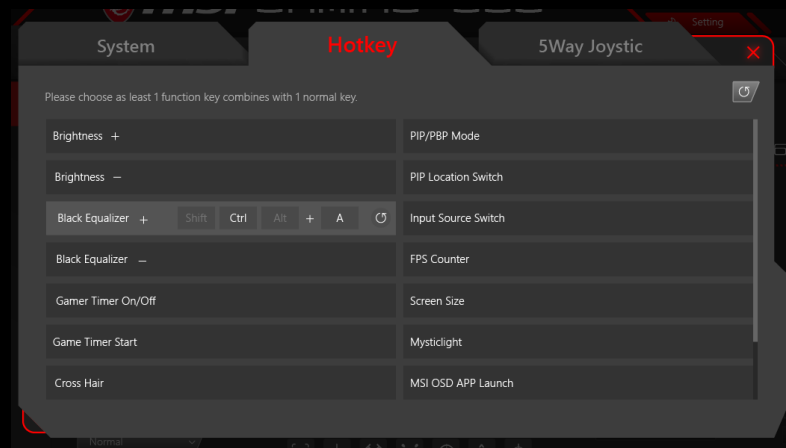 Setting
System
Hotkey
5Way Joystic
Please choose as least 1 function key combines with 1 normal key.
Brightness +
PIP/PBP Mode
Brightness −
PIP Location Switch
Black Equalizer + Shift Ctrl Alt + A
Input Source Switch
Black Equalizer −
FPS Counter
Gamer Timer On/Off
Screen Size
Game Timer Start
Mysticlight
Cross Hair
MSI OSD APP Launch
Normal